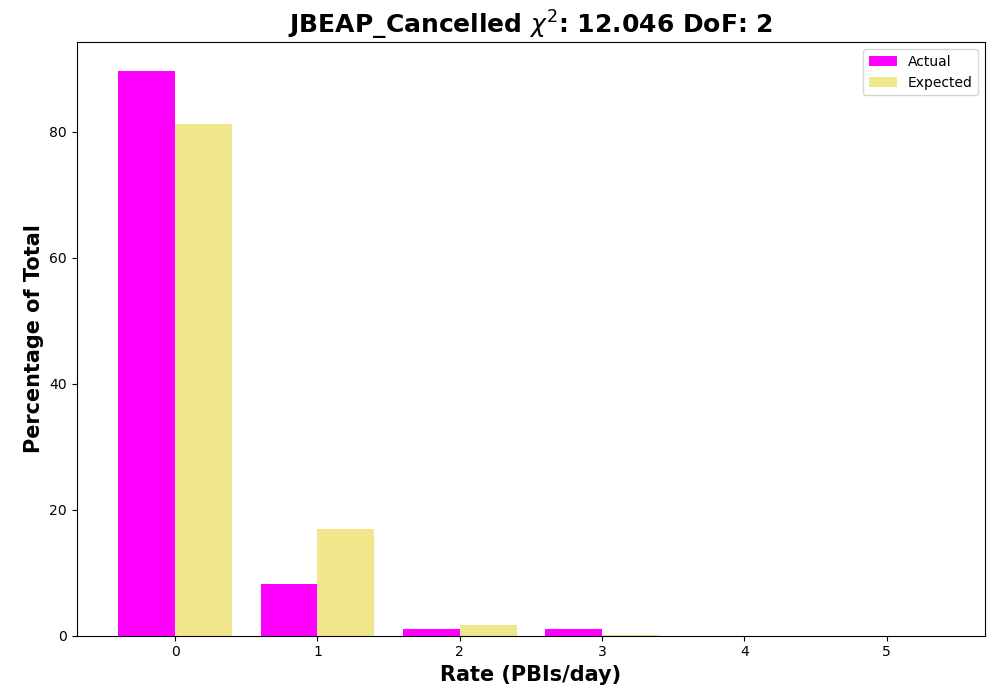 JBEAP_Cancelled χ²: 12.046 DoF: 2
Actual
Expected
Percentage of Total
80
60
40
20
0
0 1 2 3 4 5
Rate (PBIs/day)